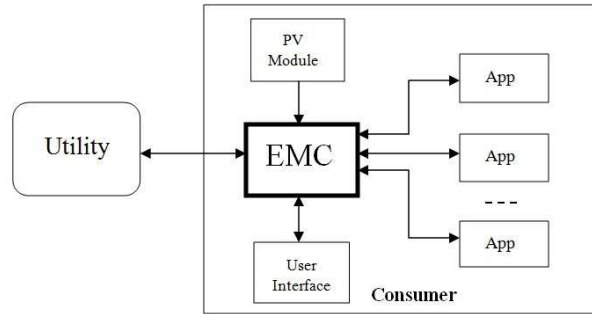 PV
Module
App
Utility
EMC
App
App
User
Interface
Consumer